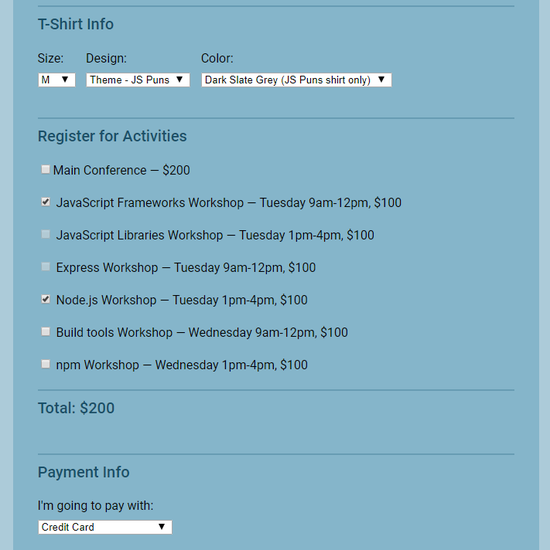 T-Shirt Info
Size: Design: Color:
M Theme - JS Puns Dark Slate Grey (JS Puns shirt only)
Register for Activities
Main Conference — $200
JavaScript Frameworks Workshop — Tuesday 9am-12pm, $100
JavaScript Libraries Workshop — Tuesday 1pm-4pm, $100
Express Workshop — Tuesday 9am-12pm, $100
Node.js Workshop — Tuesday 1pm-4pm, $100
Build tools Workshop — Wednesday 9am-12pm, $100
npm Workshop — Wednesday 1pm-4pm, $100
Total: $200
Payment Info
I'm going to pay with:
Credit Card